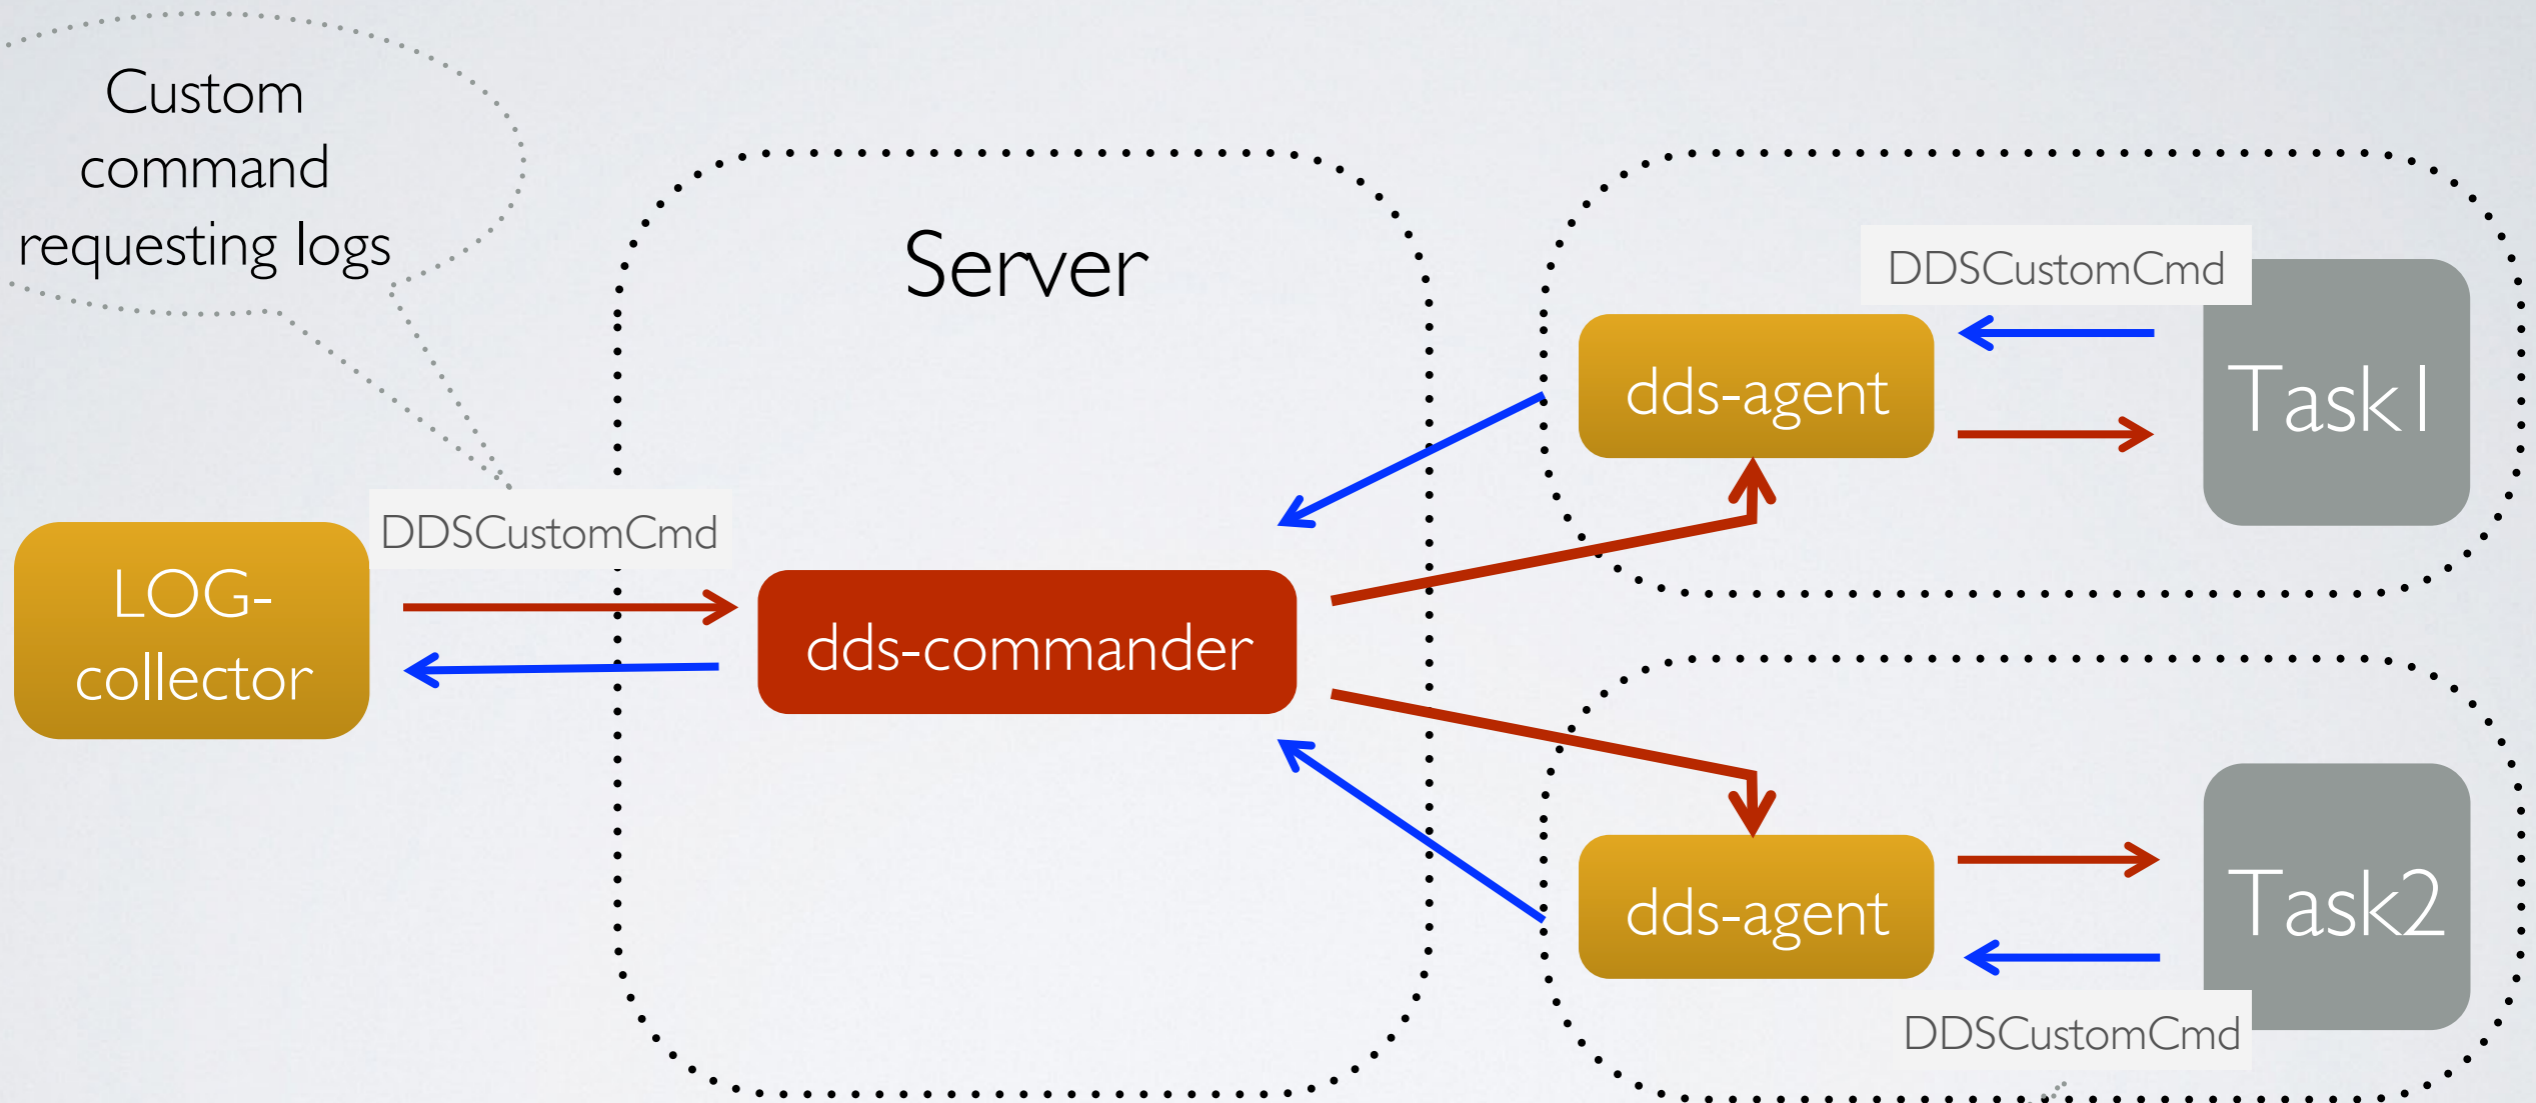 Custom
command
requesting logs
Server
DDSCustomCmd
dds-agent
Task1
DDSCustomCmd
LOG-
collector
dds-commander
dds-agent
Task2
DDSCustomCmd